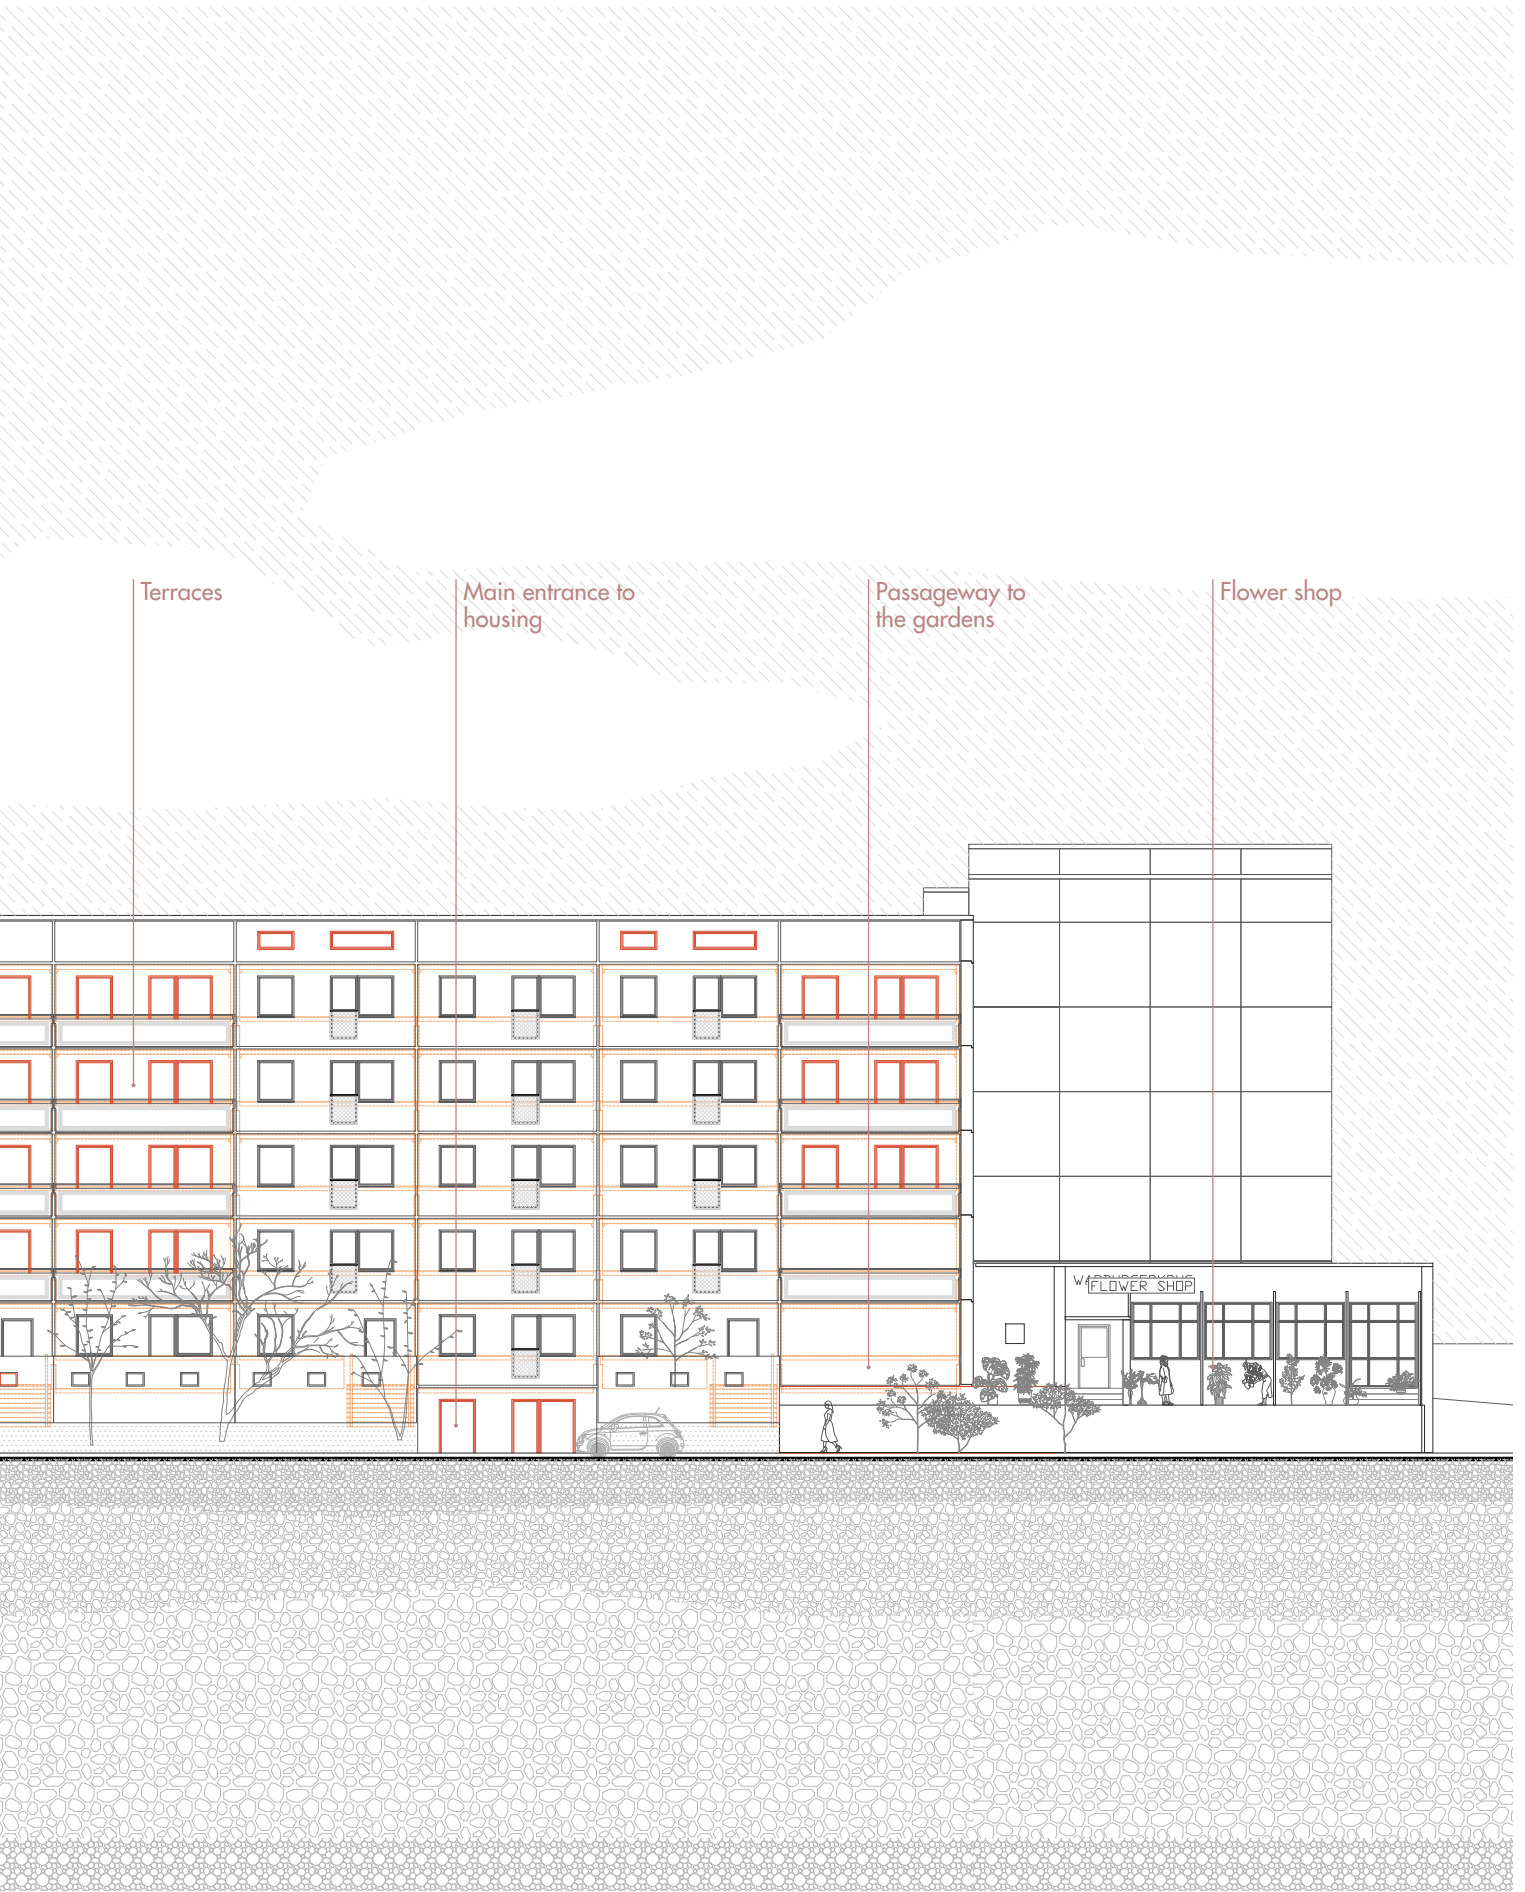 Terraces
Main entrance to
housing
Passageway to
the gardens
Flower shop
FLOWER SHOP